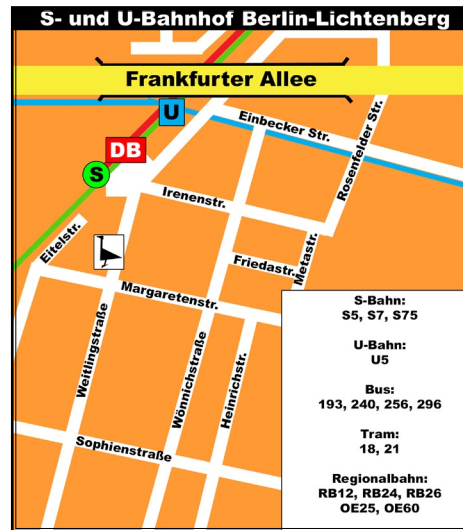 S- und U-Bahnhof Berlin-Lichtenberg
Frankfurter Allee
U
Einbecker Str.
DB
S
Rosenfelder Str.
Irenenstr.
Eitelstr.
Metastr.
Friedastr.
Margaretenstr.
Weitlingstraße
Wönnichstraße
Heinrichstr.
Sophienstraße
S-Bahn:
S5, S7, S75
U-Bahn:
U5
Bus:
193, 240, 256, 296
Tram:
18, 21
Regionalbahn:
RB12, RB24, RB26
OE25, OE60